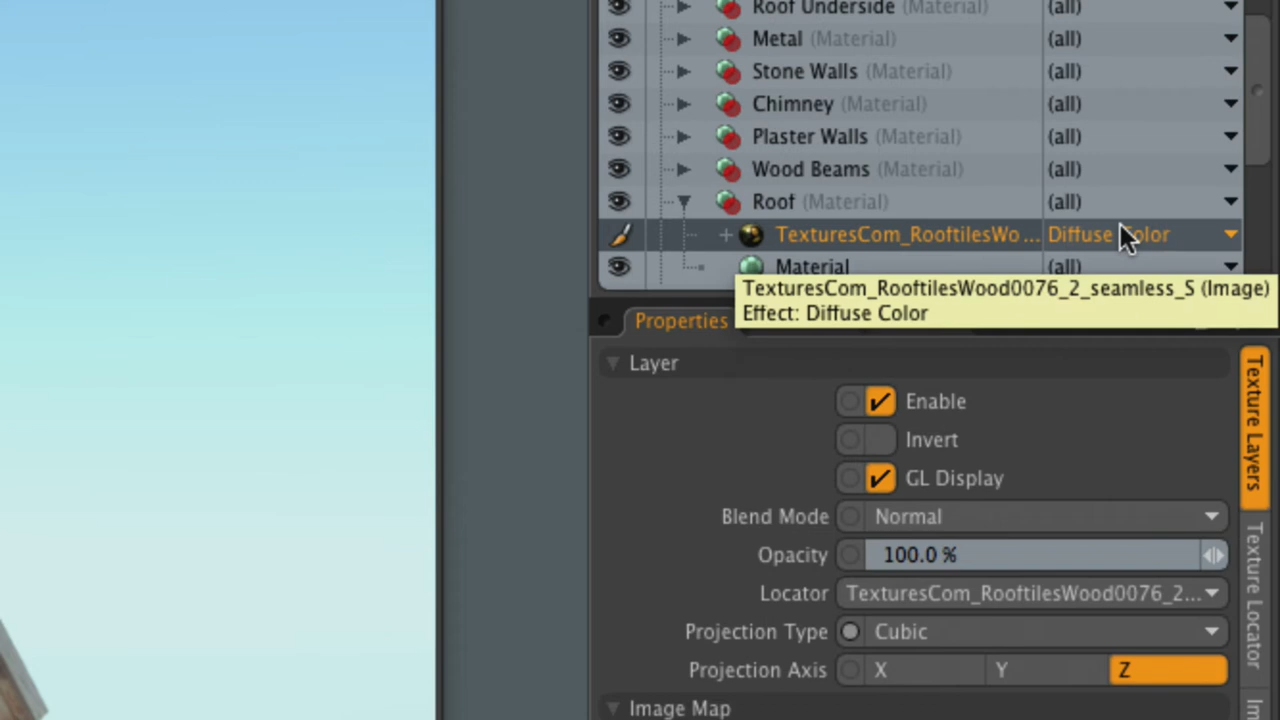 Roof Underside (Material) (all)
Metal (Material) (all)
Stone Walls (Material) (all)
Chimney (Material) (all)
Plaster Walls (Material) (all)
Wood Beams (Material) (all)
Roof (Material) (all)
TexturesCom_RooftilesWo ... Diffuse Color
Material (all)
TexturesCom_RooftilesWood0076_2_seamless_S (Image)
Effect: Diffuse Color
Properties
Layer
Enable
Invert
GL Display
Blend Mode Normal
Opacity 100.0 %
Locator TexturesCom_RooftilesWood0076_2...
Projection Type Cubic
Projection Axis X Y Z
Image Map
Texture Layers
Texture Locator